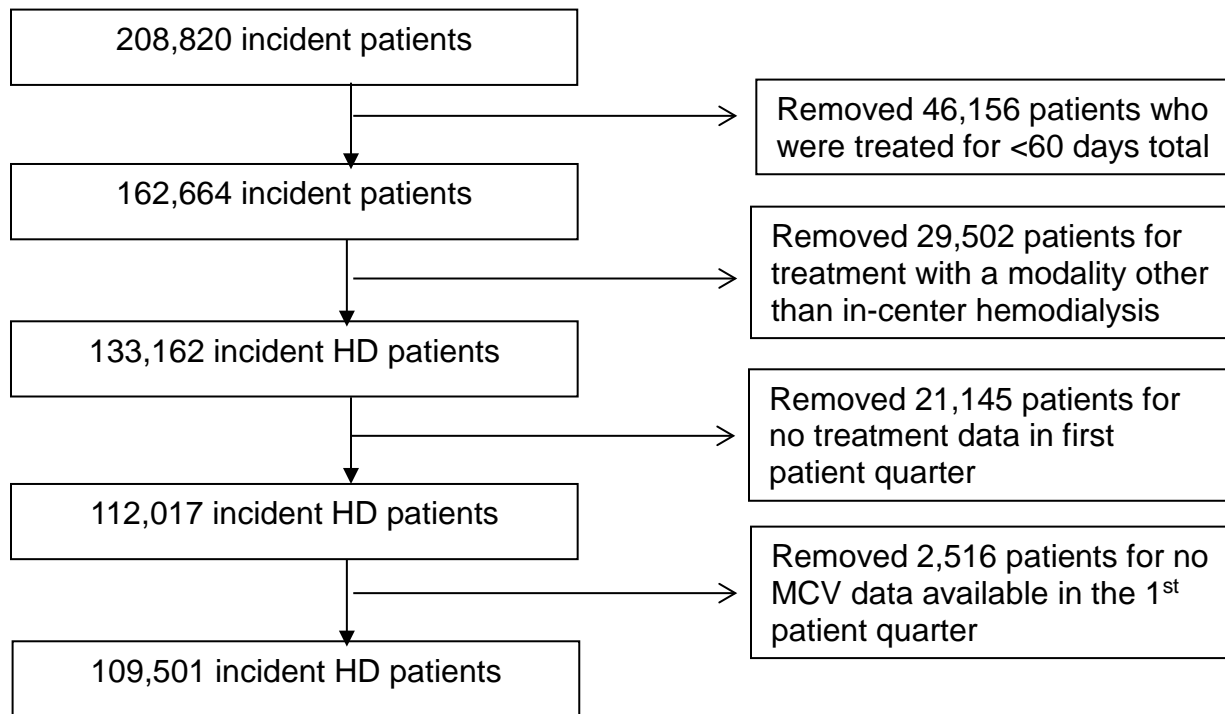 208,820 incident patients
Removed 46,156 patients who
were treated for <60 days total
162,664 incident patients
Removed 29,502 patients for
treatment with a modality other
than in-center hemodialysis
133,162 incident HD patients
Removed 21,145 patients for
no treatment data in first
patient quarter
112,017 incident HD patients
Removed 2,516 patients for no
MCV data available in the 1st
patient quarter
109,501 incident HD patients